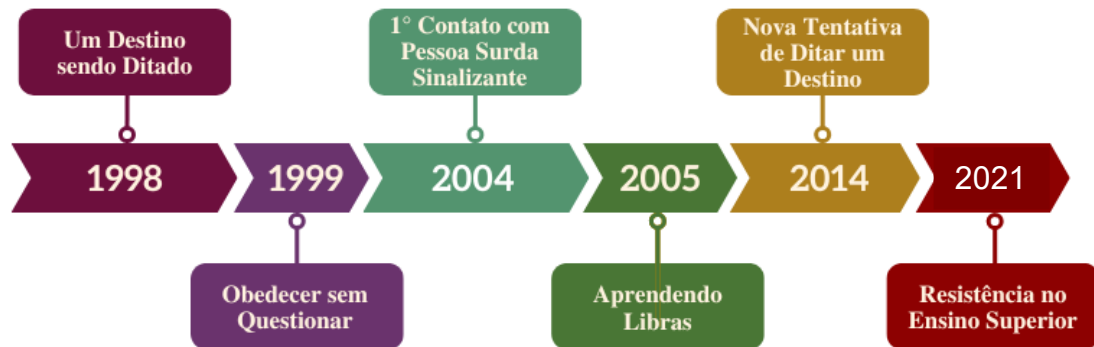 Um Destino
sendo Ditado
1° Contato com
Pessoa Surda
Sinalizante
Nova Tentativa
de Ditar um
Destino
1998
1999
2004
2005
2014
2021
Obedecer sem
Questionar
Aprendendo
Libras
Resistência no
Ensino Superior